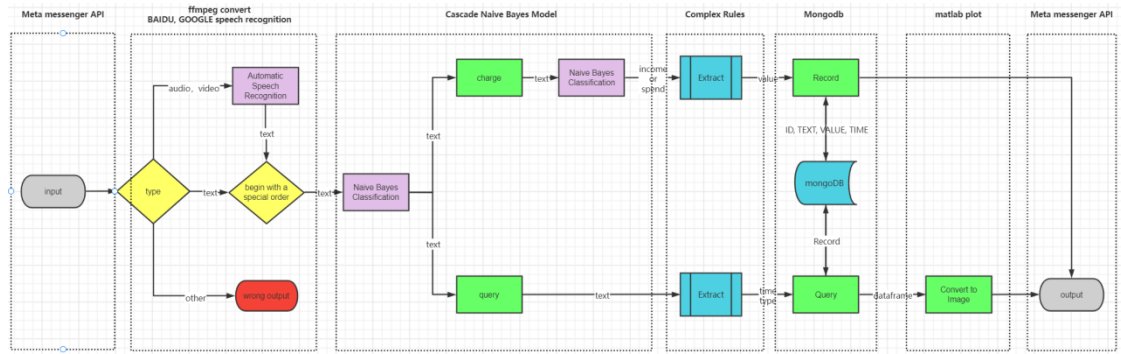 Meta messenger API
ffmpeg convert
BAIDU, GOOGLE speech recognition
Cascade Naive Bayes Model
Complex Rules
Mongodb
matlab plot
Meta messenger API
input
type
audio, video
Automatic
Speech
Recognition
text
text
begin with a
special order
other
wrong output
text
Naive Bayes
Classification
text
text
charge
text
Naive Bayes
Classification
income
or
spend
Extract
value
Record
ID, TEXT, VALUE, TIME
mongoDB
Record
query
text
Extract
time
type
Query
dataframe
Convert to
Image
output